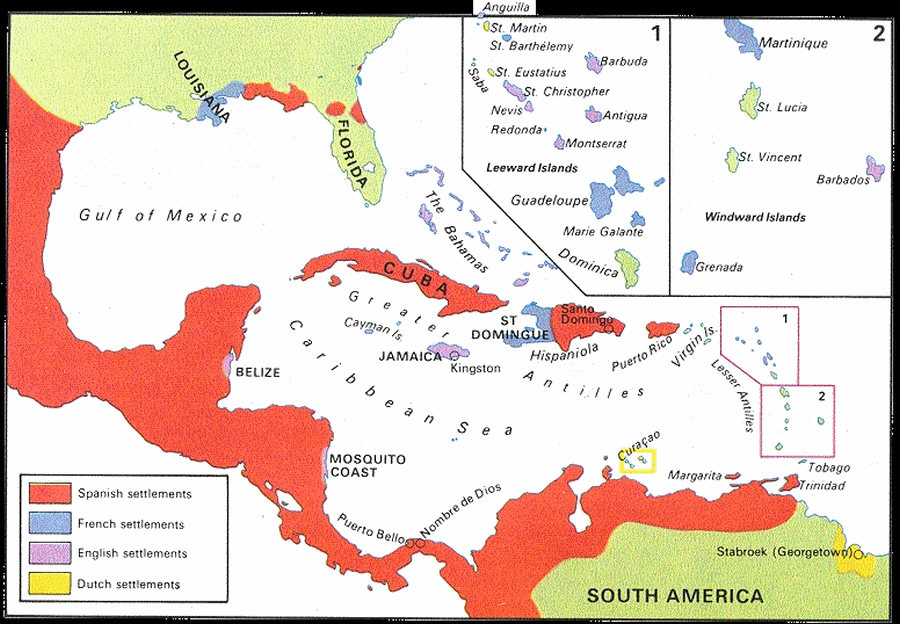 Anguilla
St. Martin
St. Barthélemy
Saba
St. Eustatius
St. Christopher
Nevis
Redonda
Barbuda
Antigua
Montserrat
Leeward Islands
Guadeloupe
Marie Galante
Dominica
1
2
Martinique
St. Lucia
St. Vincent
Barbados
Windward Islands
Grenada
LOUISIANA
FLORIDA
Gulf of Mexico
The
Bahamas
CUBA
Greater
Cayman Is.
ST
DOMINGUE
Santo
Domingo
Hispaniola
Puerto Rico
Virgin Is.
JAMAICA
Kingston
Antilles
Caribbean Sea
BELIZE
Lesser Antilles
1
2
MOSQUITO
COAST
Curaçao
Margarita
Tobago
Trinidad
Puerto Bello
Nombre de Dios
Stabroek (Georgetown)
SOUTH AMERICA
Spanish settlements
French settlements
English settlements
Dutch settlements